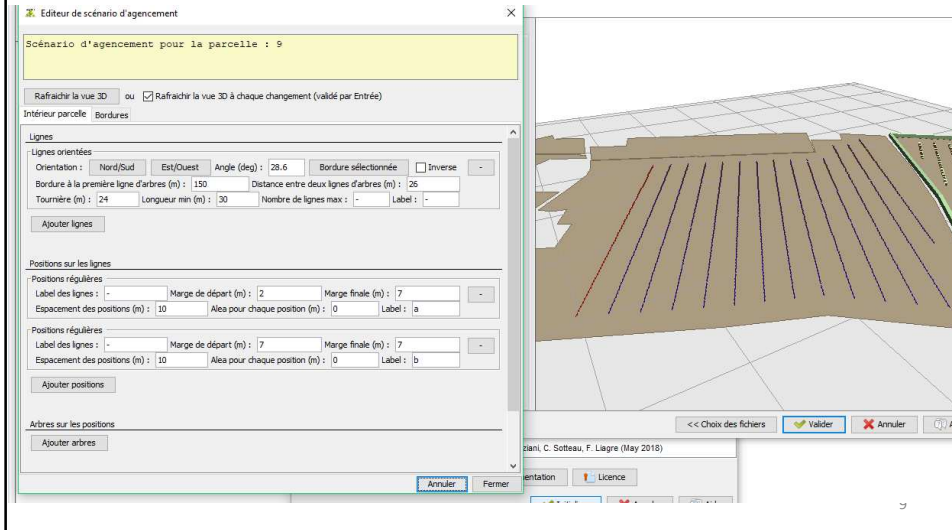 Editeur de scénario d'agencement
Scénario d'agencement pour la parcelle : 9
Rafraichir la vue 3D ou Rafraichir la vue 3D à chaque changement (validé par Entrée)
Intérieur parcelle Bordures
Lignes
Lignes orientées
Orientation : Nord/Sud Est/Ouest Angle (deg) : 28.6 Bordure sélectionnée Inverse -
Bordure à la première ligne d'arbres (m) : 150 Distance entre deux lignes d'arbres (m) : 26
Tournière (m) : 24 Longueur min (m) : 30 Nombre de lignes max : - Label : -
Ajouter lignes
Positions sur les lignes
Positions régulières
Label des lignes : - Marge de départ (m) : 2 Marge finale (m) : 7 -
Espacement des positions (m) : 10 Alea pour chaque position (m) : 0 Label : a
Positions régulières
Label des lignes : - Marge de départ (m) : 7 Marge finale (m) : 7 -
Espacement des positions (m) : 10 Alea pour chaque position (m) : 0 Label : b
Ajouter positions
Arbres sur les positions
Ajouter arbres
Annuler Fermer
<< Choix des fichiers Valider Annuler
ziani, C. Sotteau, F. Liagre (May 2018)
entation Licence